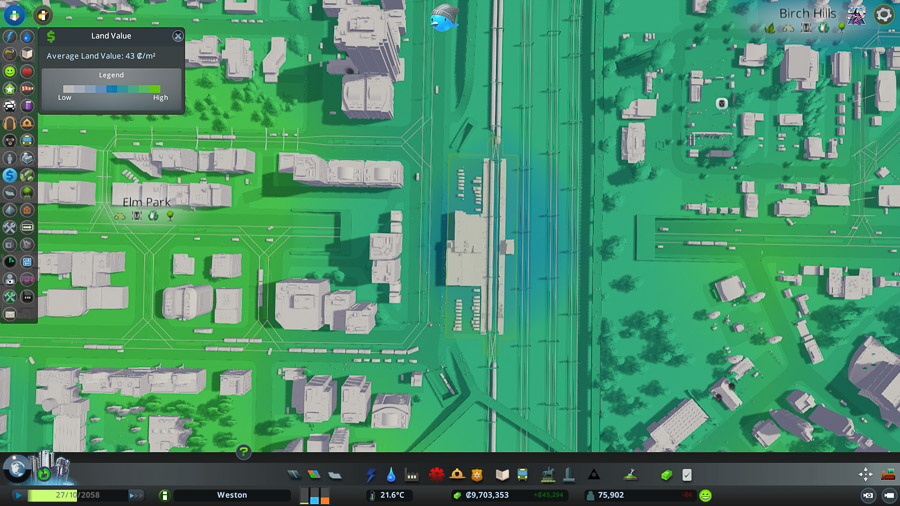 Land Value
Average Land Value: 43 ₡/m²
Legend
Low High
Birch Hills
Elm Park
?
27/10/2058
Weston
21.6°C
₡9,703,353
75,902